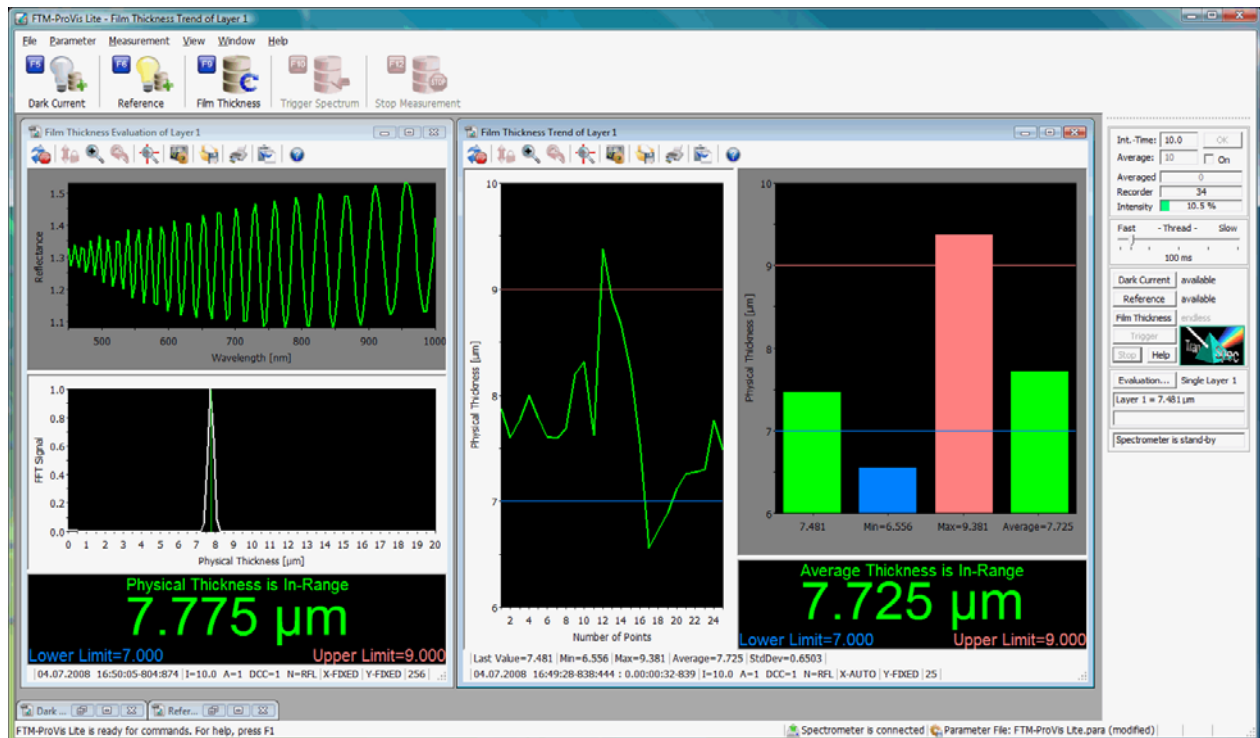 FTM-ProVis Lite - Film Thickness Trend of Layer 1
File Parameter Measurement View Window Help
F5 F6 F9 F10 F12
Dark Current Reference Film Thickness Trigger Spectrum Stop Measurement
Film Thickness Evaluation of Layer 1
1.5
1.4
1.3
1.2
1.1
Reflectance
500 600 700 800 900 1000
Wavelength [nm]
1.0
0.8
0.6
0.4
0.2
0.0
FFT Signal
0 1 2 3 4 5 6 7 8 9 10 11 12 13 14 15 16 17 18 19 20
Physical Thickness [µm]
Physical Thickness is In-Range
7.775 µm
Lower Limit=7.000 Upper Limit=9.000
04.07.2008 16:50:05-804:874 I=10.0 A=1 DCC=1 N=RFL X-FIXED Y-FIXED 256
Film Thickness Trend of Layer 1
10
9
8
7
6
Physical Thickness [µm]
2 4 6 8 10 12 14 16 18 20 22 24
Number of Points
10
9
8
7
6
Physical Thickness [µm]
7.481 Min=6.556 Max=9.381 Average=7.725
Average Thickness is In-Range
7.725 µm
Lower Limit=7.000 Upper Limit=9.000
Last Value=7.481 Min=6.556 Max=9.381 Average=7.725 StdDev=0.6503
04.07.2008 16:49:28-838:444 : 0.00:00:32-839 I=10.0 A=1 DCC=1 N=RFL X-AUTO Y-FIXED 25
Int.-Time: 10.0 OK
Average: 10 On
Averaged 0
Recorder 34
Intensity 10.5 %
Fast - Thread - Slow
100 ms
Dark Current available
Reference available
Film Thickness endless
Trigger
Stop Help
Evaluation... Single Layer 1
Layer 1 = 7.481 µm
Spectrometer is stand-by
Dark ... Refer...
FTM-ProVis Lite is ready for commands. For help, press F1
Spectrometer is connected Parameter File: FTM-ProVis Lite.para (modified)